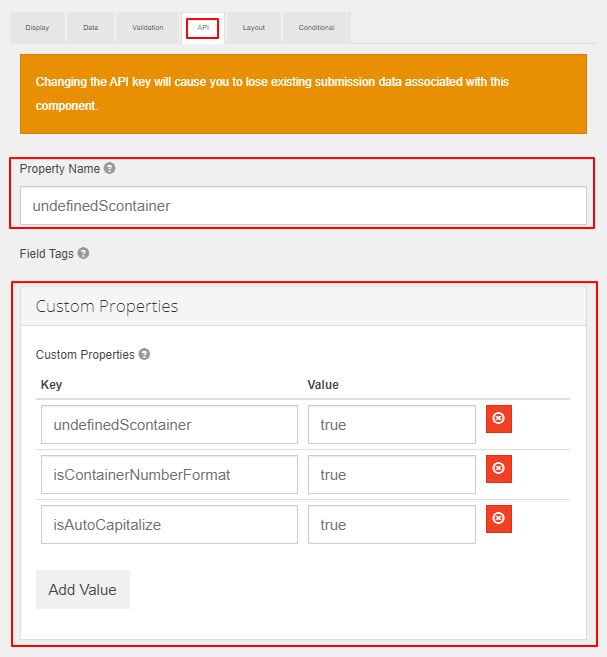 Display Data Validation API Layout Conditional
Changing the API key will cause you to lose existing submission data associated with this
component.
Property Name
undefinedScontainer
Field Tags
Custom Properties
Custom Properties
Key Value
undefinedScontainer true
isContainerNumberFormat true
isAutoCapitalize true
Add Value